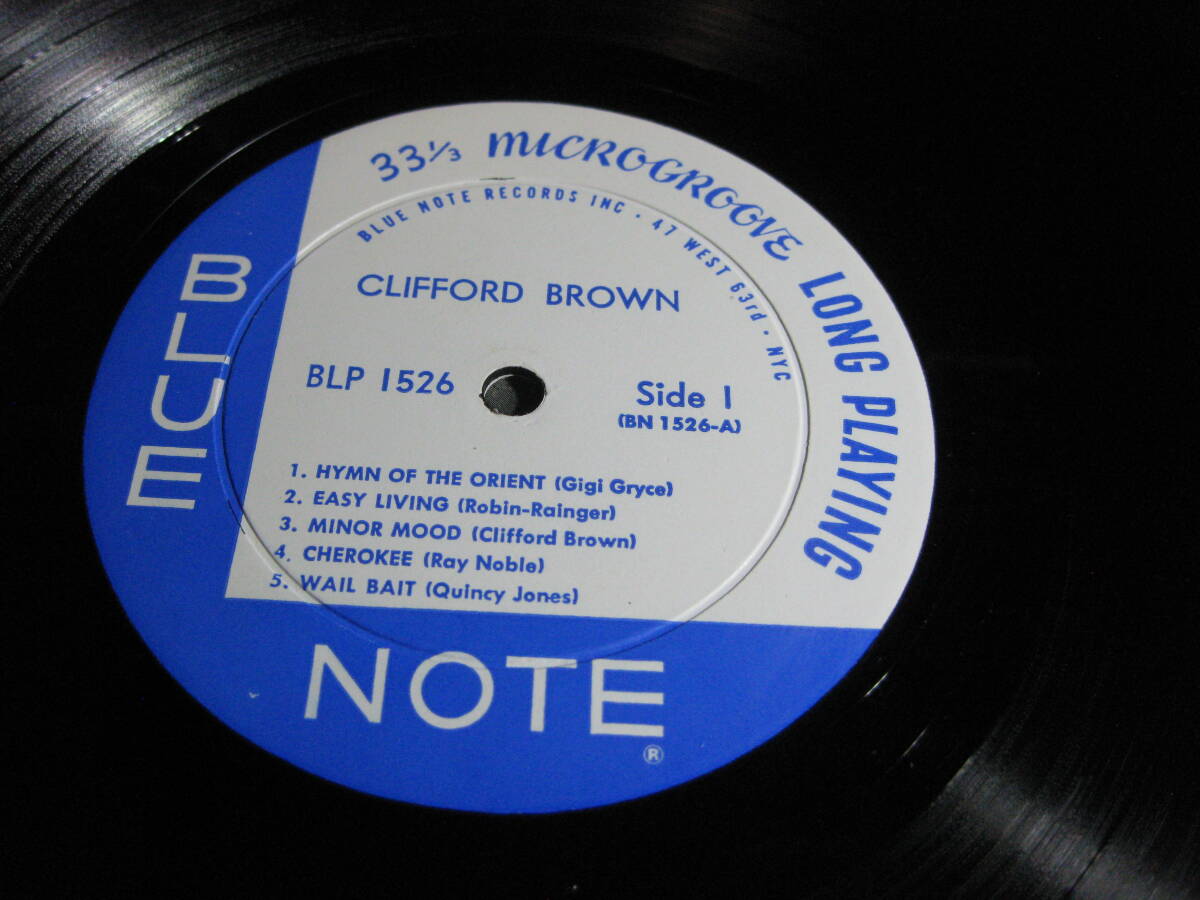 33⅓ MICROGROOVE LONG PLAYING
BLUE NOTE RECORDS INC · 47 WEST 63rd · NYC
CLIFFORD BROWN
BLP 1526
Side 1
(BN 1526-A)
1. HYMN OF THE ORIENT (Gigi Gryce)
2. EASY LIVING (Robin-Rainger)
3. MINOR MOOD (Clifford Brown)
4. CHEROKEE (Ray Noble)
5. WAIL BAIT (Quincy Jones)
BLUE
NOTE
®